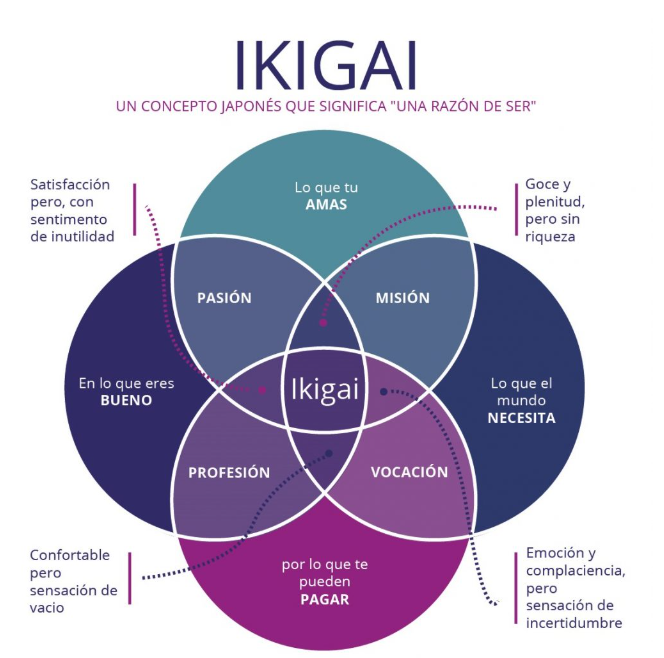 IKIGAI
UN CONCEPTO JAPONÉS QUE SIGNIFICA "UNA RAZÓN DE SER"
Satisfacción
pero, con
sentimento
de inutilidad
Lo que tu
AMAS
Goce y
plenitud,
pero sin
riqueza
PASIÓN
MISIÓN
En lo que eres
BUENO
Ikigai
Lo que el
mundo
NECESITA
PROFESIÓN
VOCACIÓN
Confortable
pero
sensación de
vacio
por lo que te
pueden
PAGAR
Emoción y
complaciencia,
pero
sensación de
incertidumbre